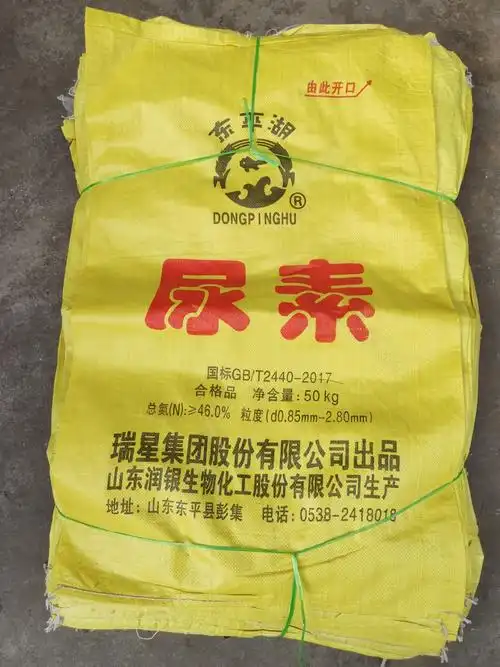 由此开口
东平湖
®
DONGPINGHU
尿素
国标GB/T2440-2017
合格品 净含量:50kg
总氮(N):≥46.0% 粒度(d0.85mm-2.80mm)
瑞星集团股份有限公司出品
山东润银生物化工股份有限公司生产
地址:山东东平县彭集 电话:0538-2418018